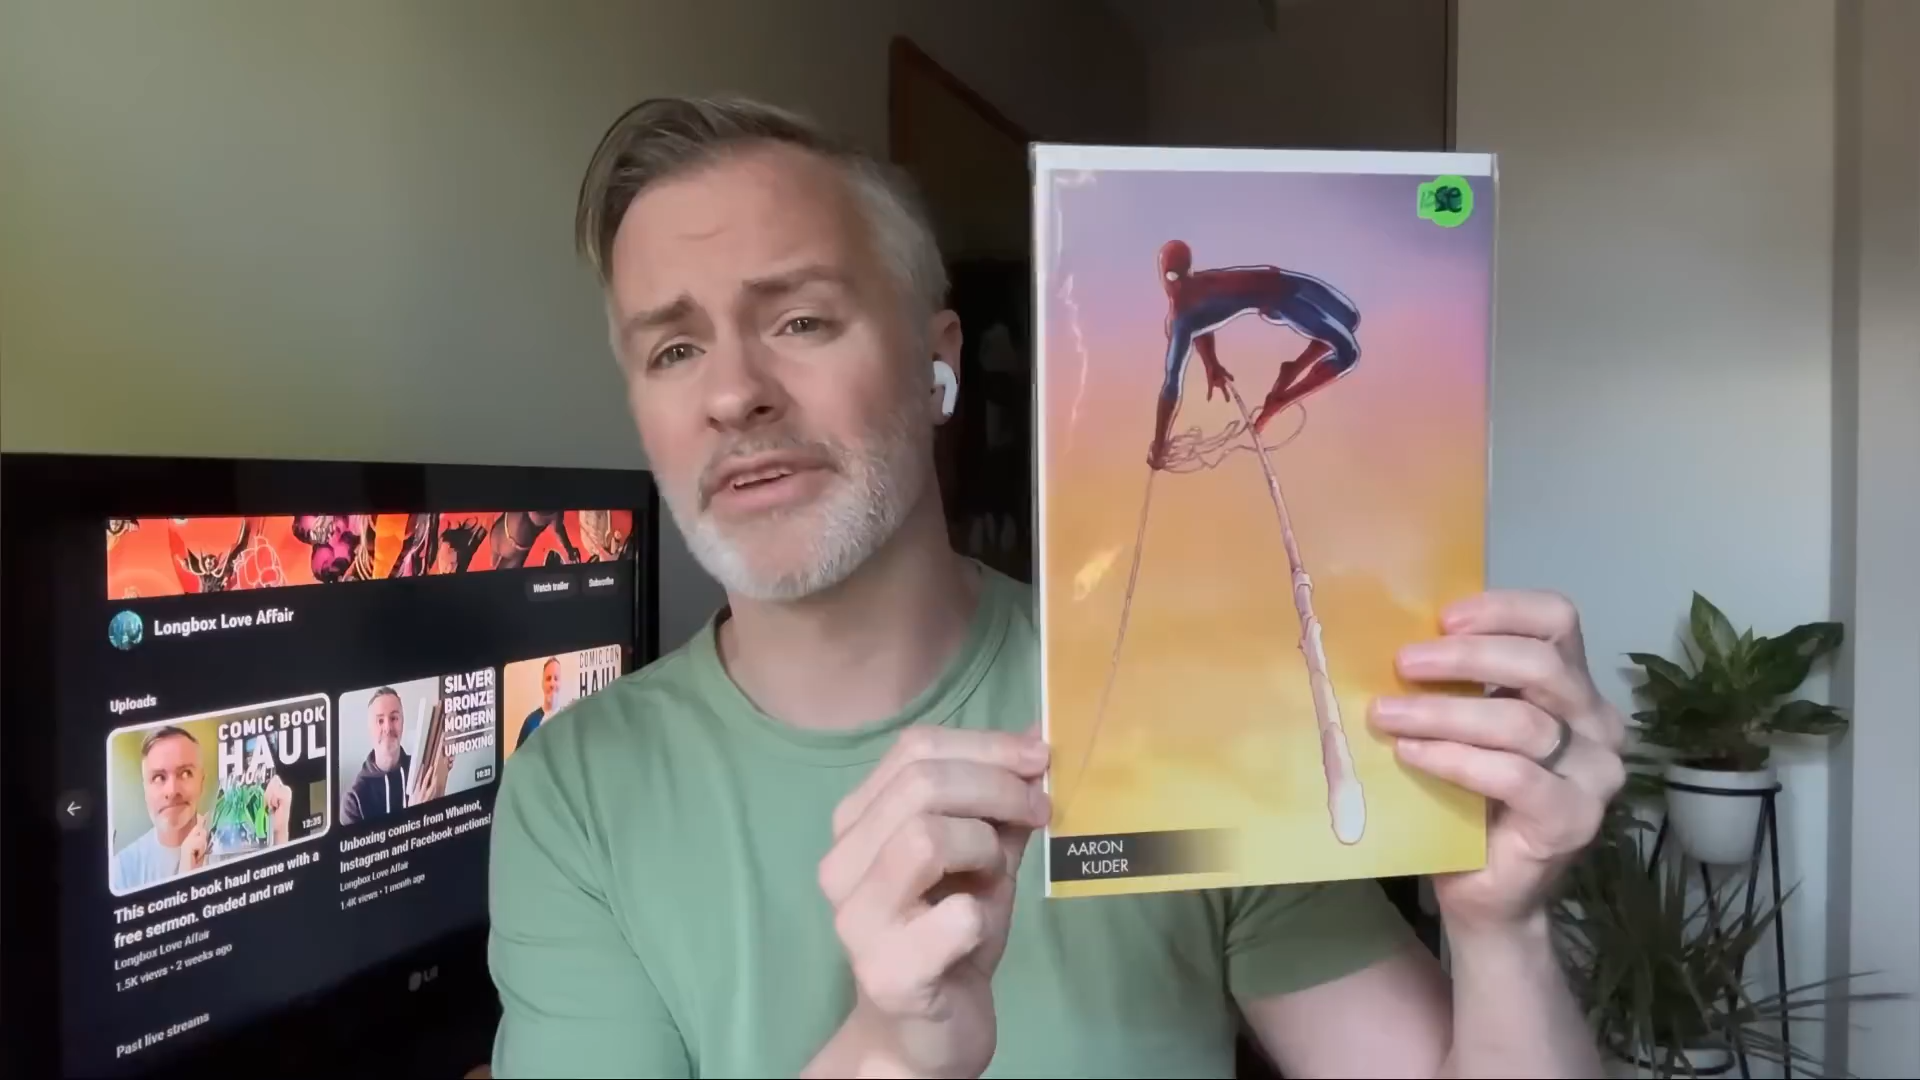 Watch trailer
Subscribe
Longbox Love Affair
Uploads
COMIC BOOK
HAUL
13:35
SILVER
BRONZE
MODERN
UNBOXING
COMIC CON
HAUL
This comic book haul came with a
free sermon. Graded and raw
Longbox Love Affair
1.5K views • 2 weeks ago
Unboxing comics from Whatnot,
Instagram and Facebook auctions!
Longbox Love Affair
1.4K views • 1 month ago
Past live streams
LG
AARON
KUDER